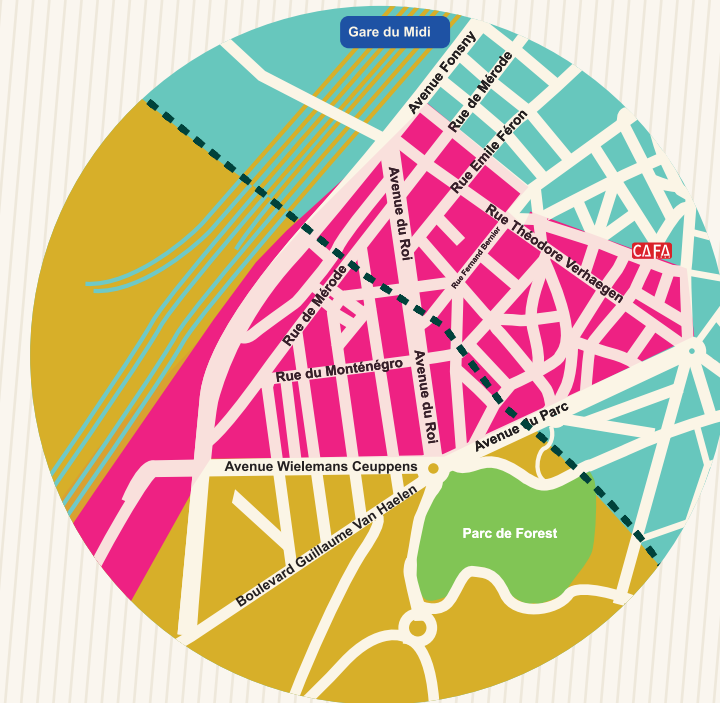 Gare du Midi
Avenue Fonsny
Rue de Mérode
Rue Emile Féron
Avenue du Roi
Rue Théodore Verhaegen
Rue Fernand Bernier
CAFA
Rue de Mérode
Rue du Monténégro
Avenue du Roi
Avenue du Parc
Avenue Wielemans Ceuppens
Boulevard Guillaume Van Haelen
Parc de Forest